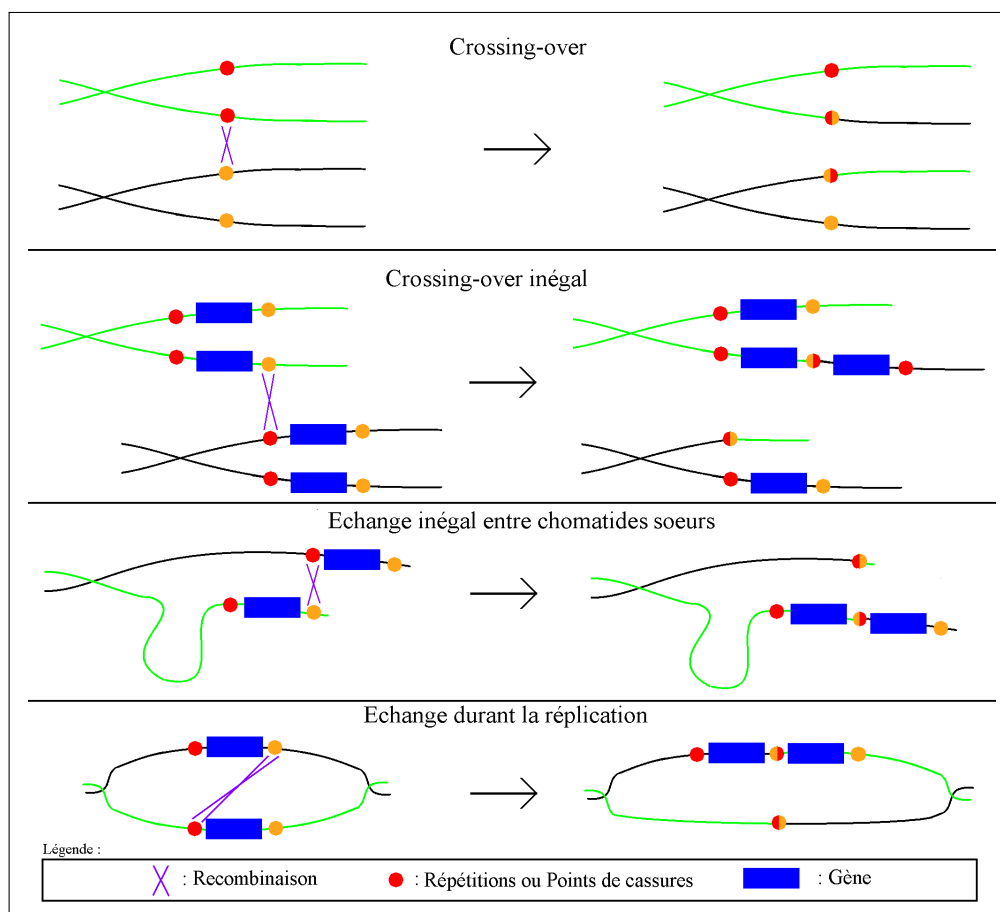 Crossing-over
Crossing-over inégal
Echange inégal entre chomatides soeurs
Echange durant la réplication
Légende :
: Recombinaison
: Répétitions ou Points de cassures
: Gène